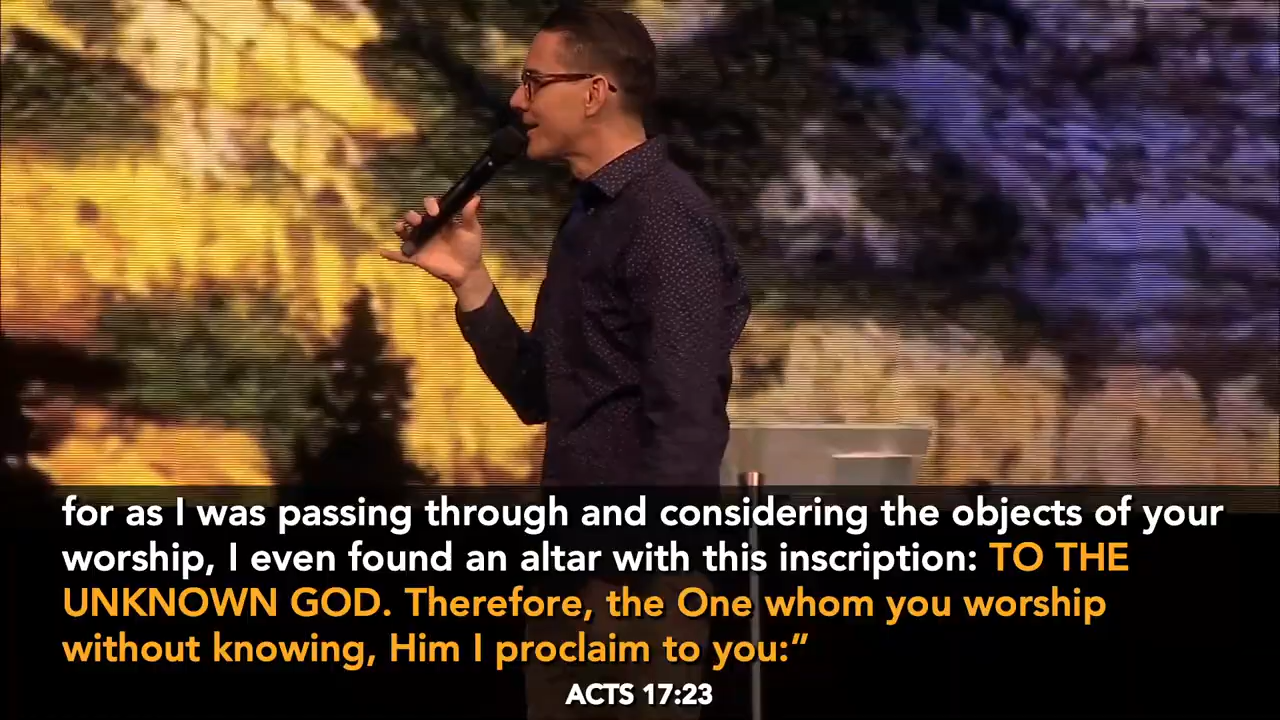 for as I was passing through and considering the objects of your
worship, I even found an altar with this inscription: TO THE
UNKNOWN GOD. Therefore, the One whom you worship
without knowing, Him I proclaim to you:”
ACTS 17:23